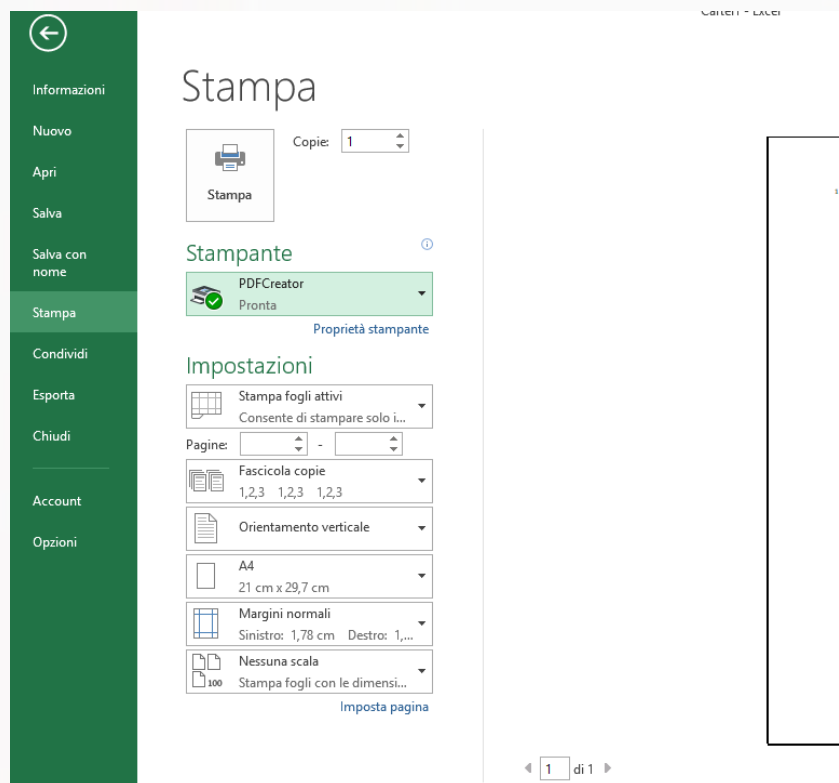 Carteri - Excel
Informazioni
Nuovo
Apri
Salva
Salva con
nome
Stampa
Condividi
Esporta
Chiudi
Account
Opzioni
Stampa
Copie: 1
Stampa
Stampante
PDFCreator
Pronta
Proprietà stampante
Impostazioni
Stampa fogli attivi
Consente di stampare solo i...
Pagine: -
Fascicola copie
1,2,3 1,2,3 1,2,3
Orientamento verticale
A4
21 cm x 29,7 cm
Margini normali
Sinistro: 1,78 cm Destro: 1,...
Nessuna scala
100 Stampa fogli con le dimensi...
Imposta pagina
1 di 1